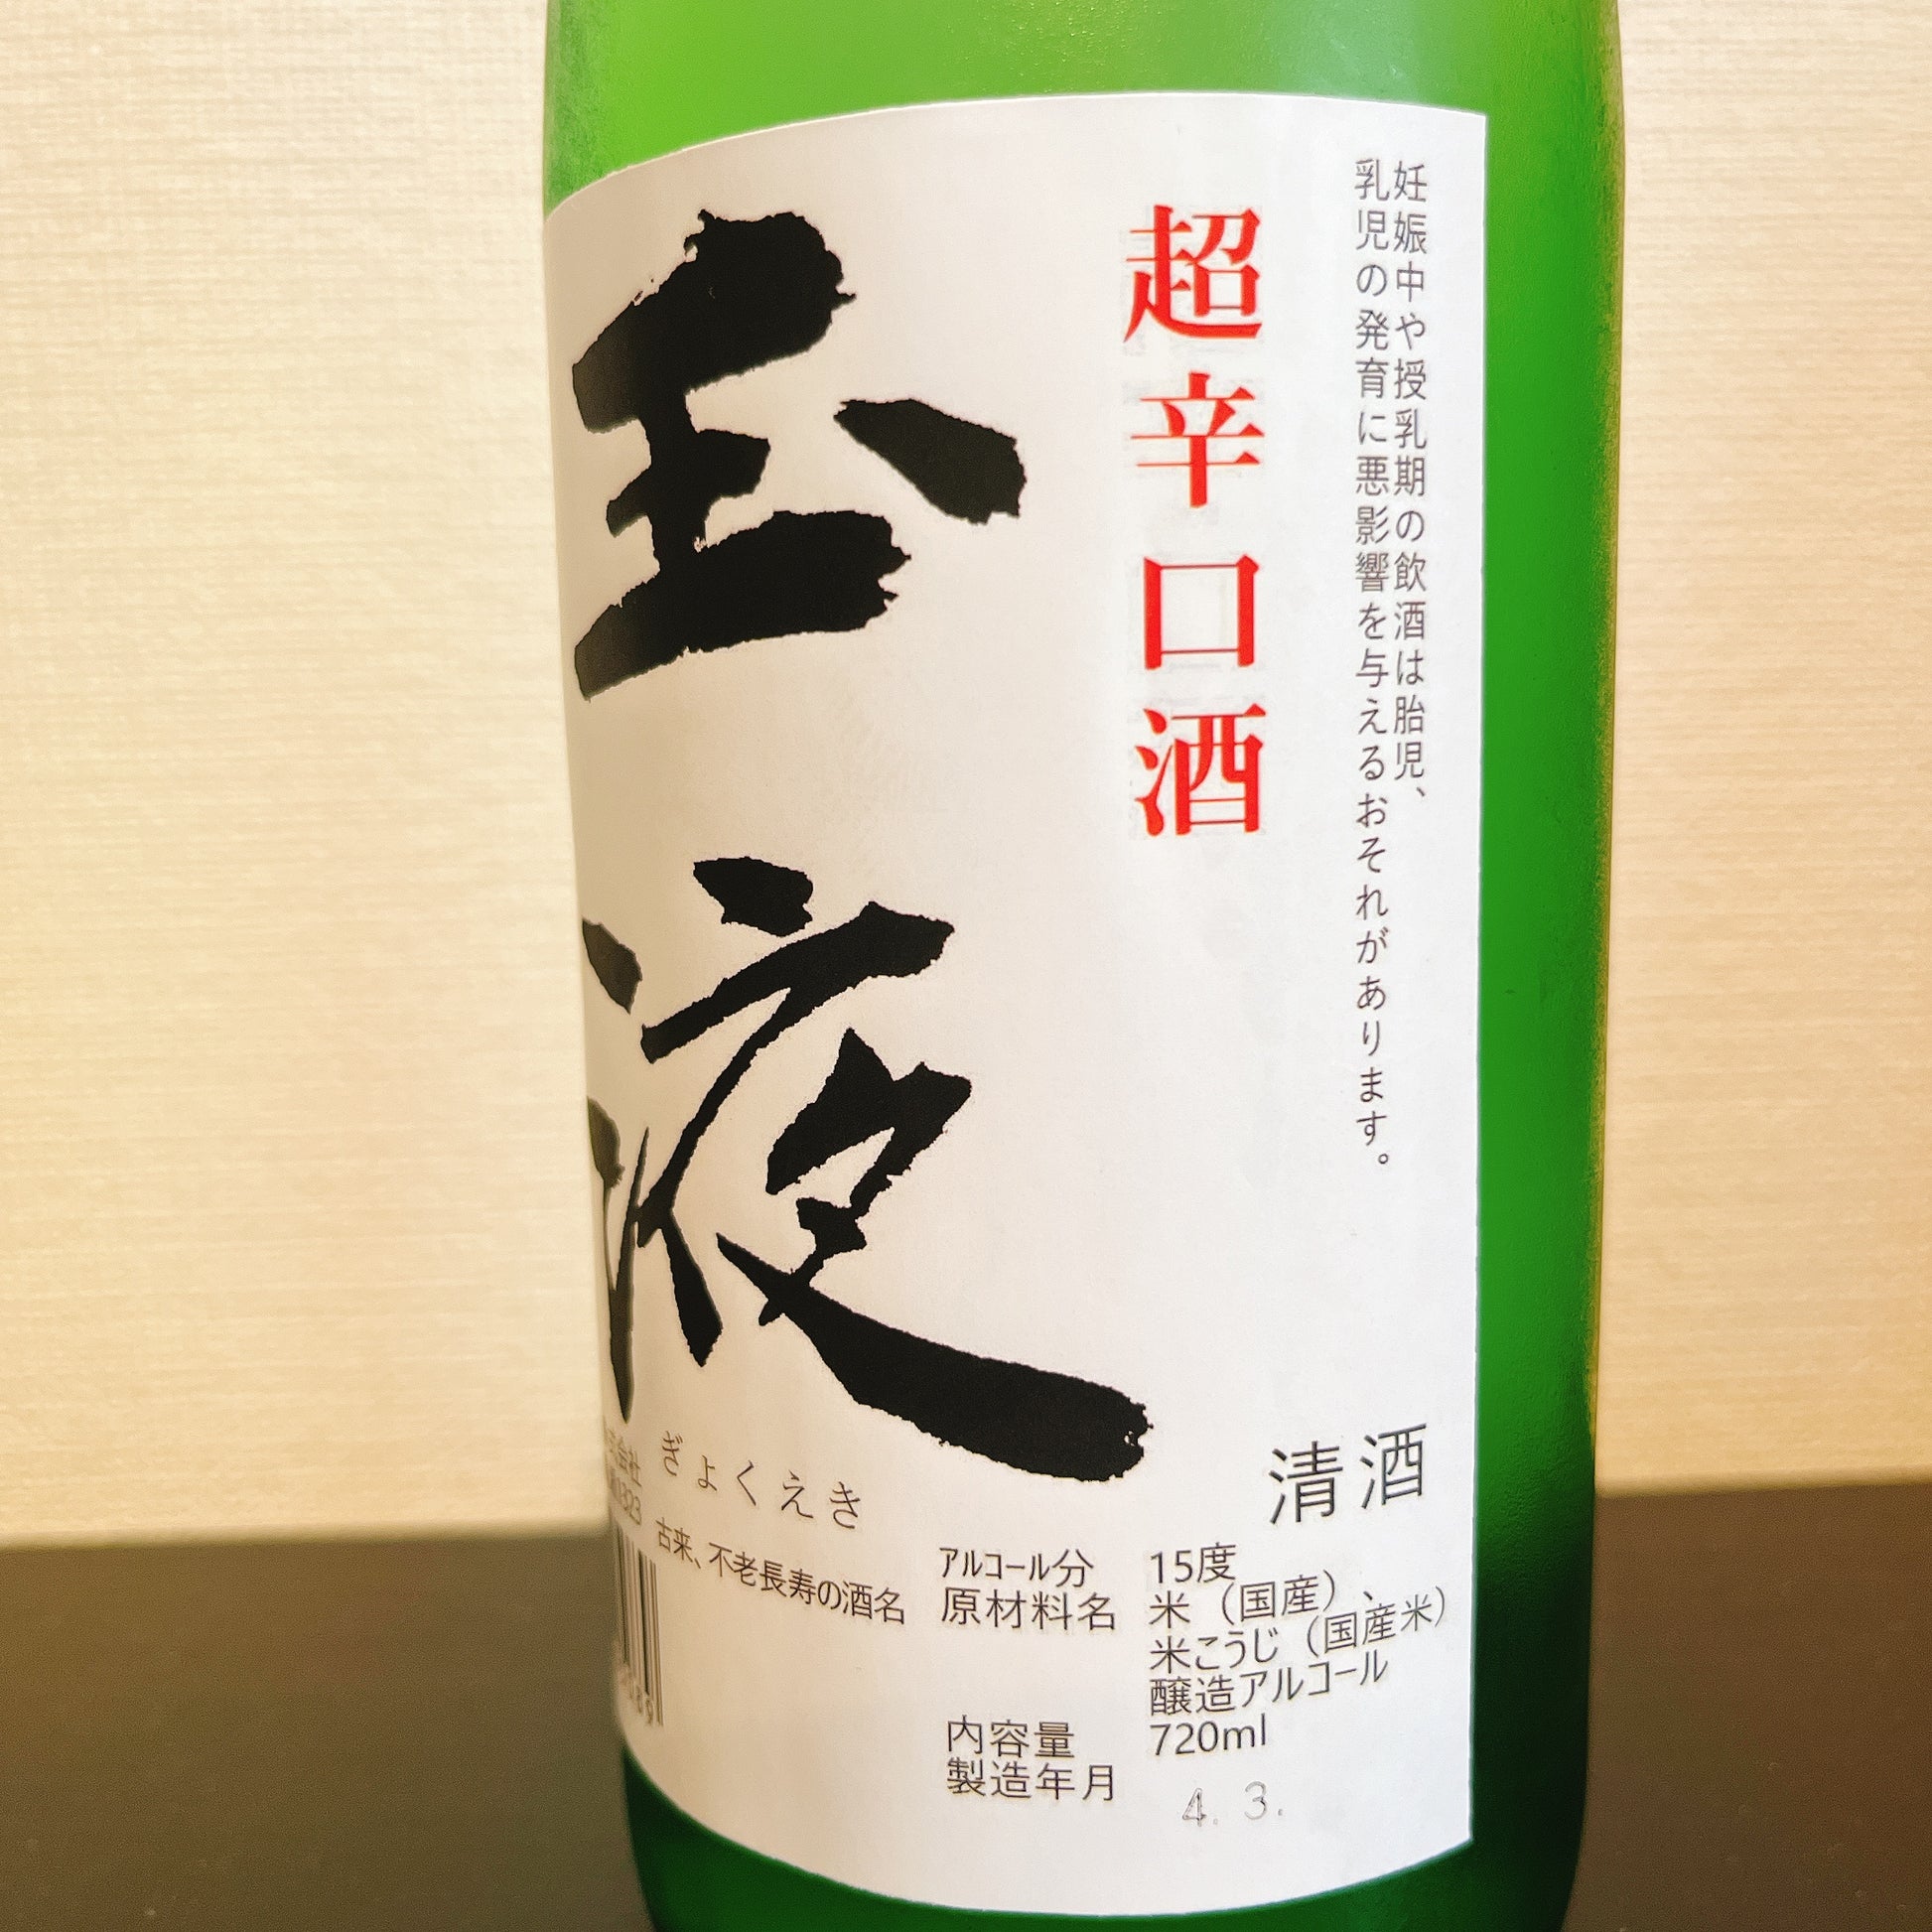 妊娠中や授乳期の飲酒は胎児、
乳児の発育に悪影響を与えるおそれがあります。
超辛口酒
玉液
ぎょくえき
古来、不老長寿の酒名
清酒
アルコール分 15度
原材料名 米（国産）、
米こうじ（国産米）
醸造アルコール
内容量 720ml
製造年月 4. 3.
式会社
0323